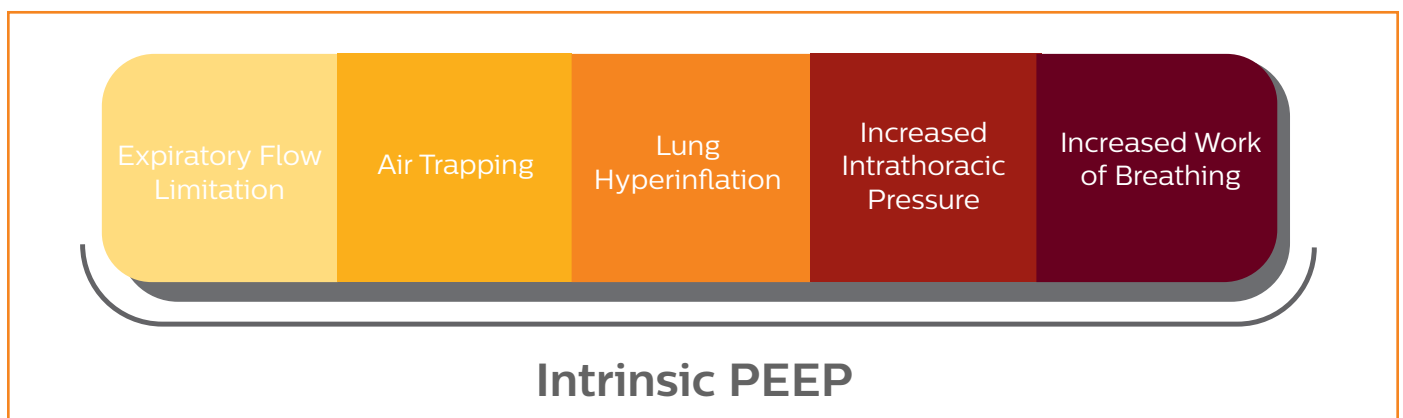 Expiratory Flow
Limitation
Air Trapping
Lung
Hyperinflation
Increased
Intrathoracic
Pressure
Increased Work
of Breathing
Intrinsic PEEP